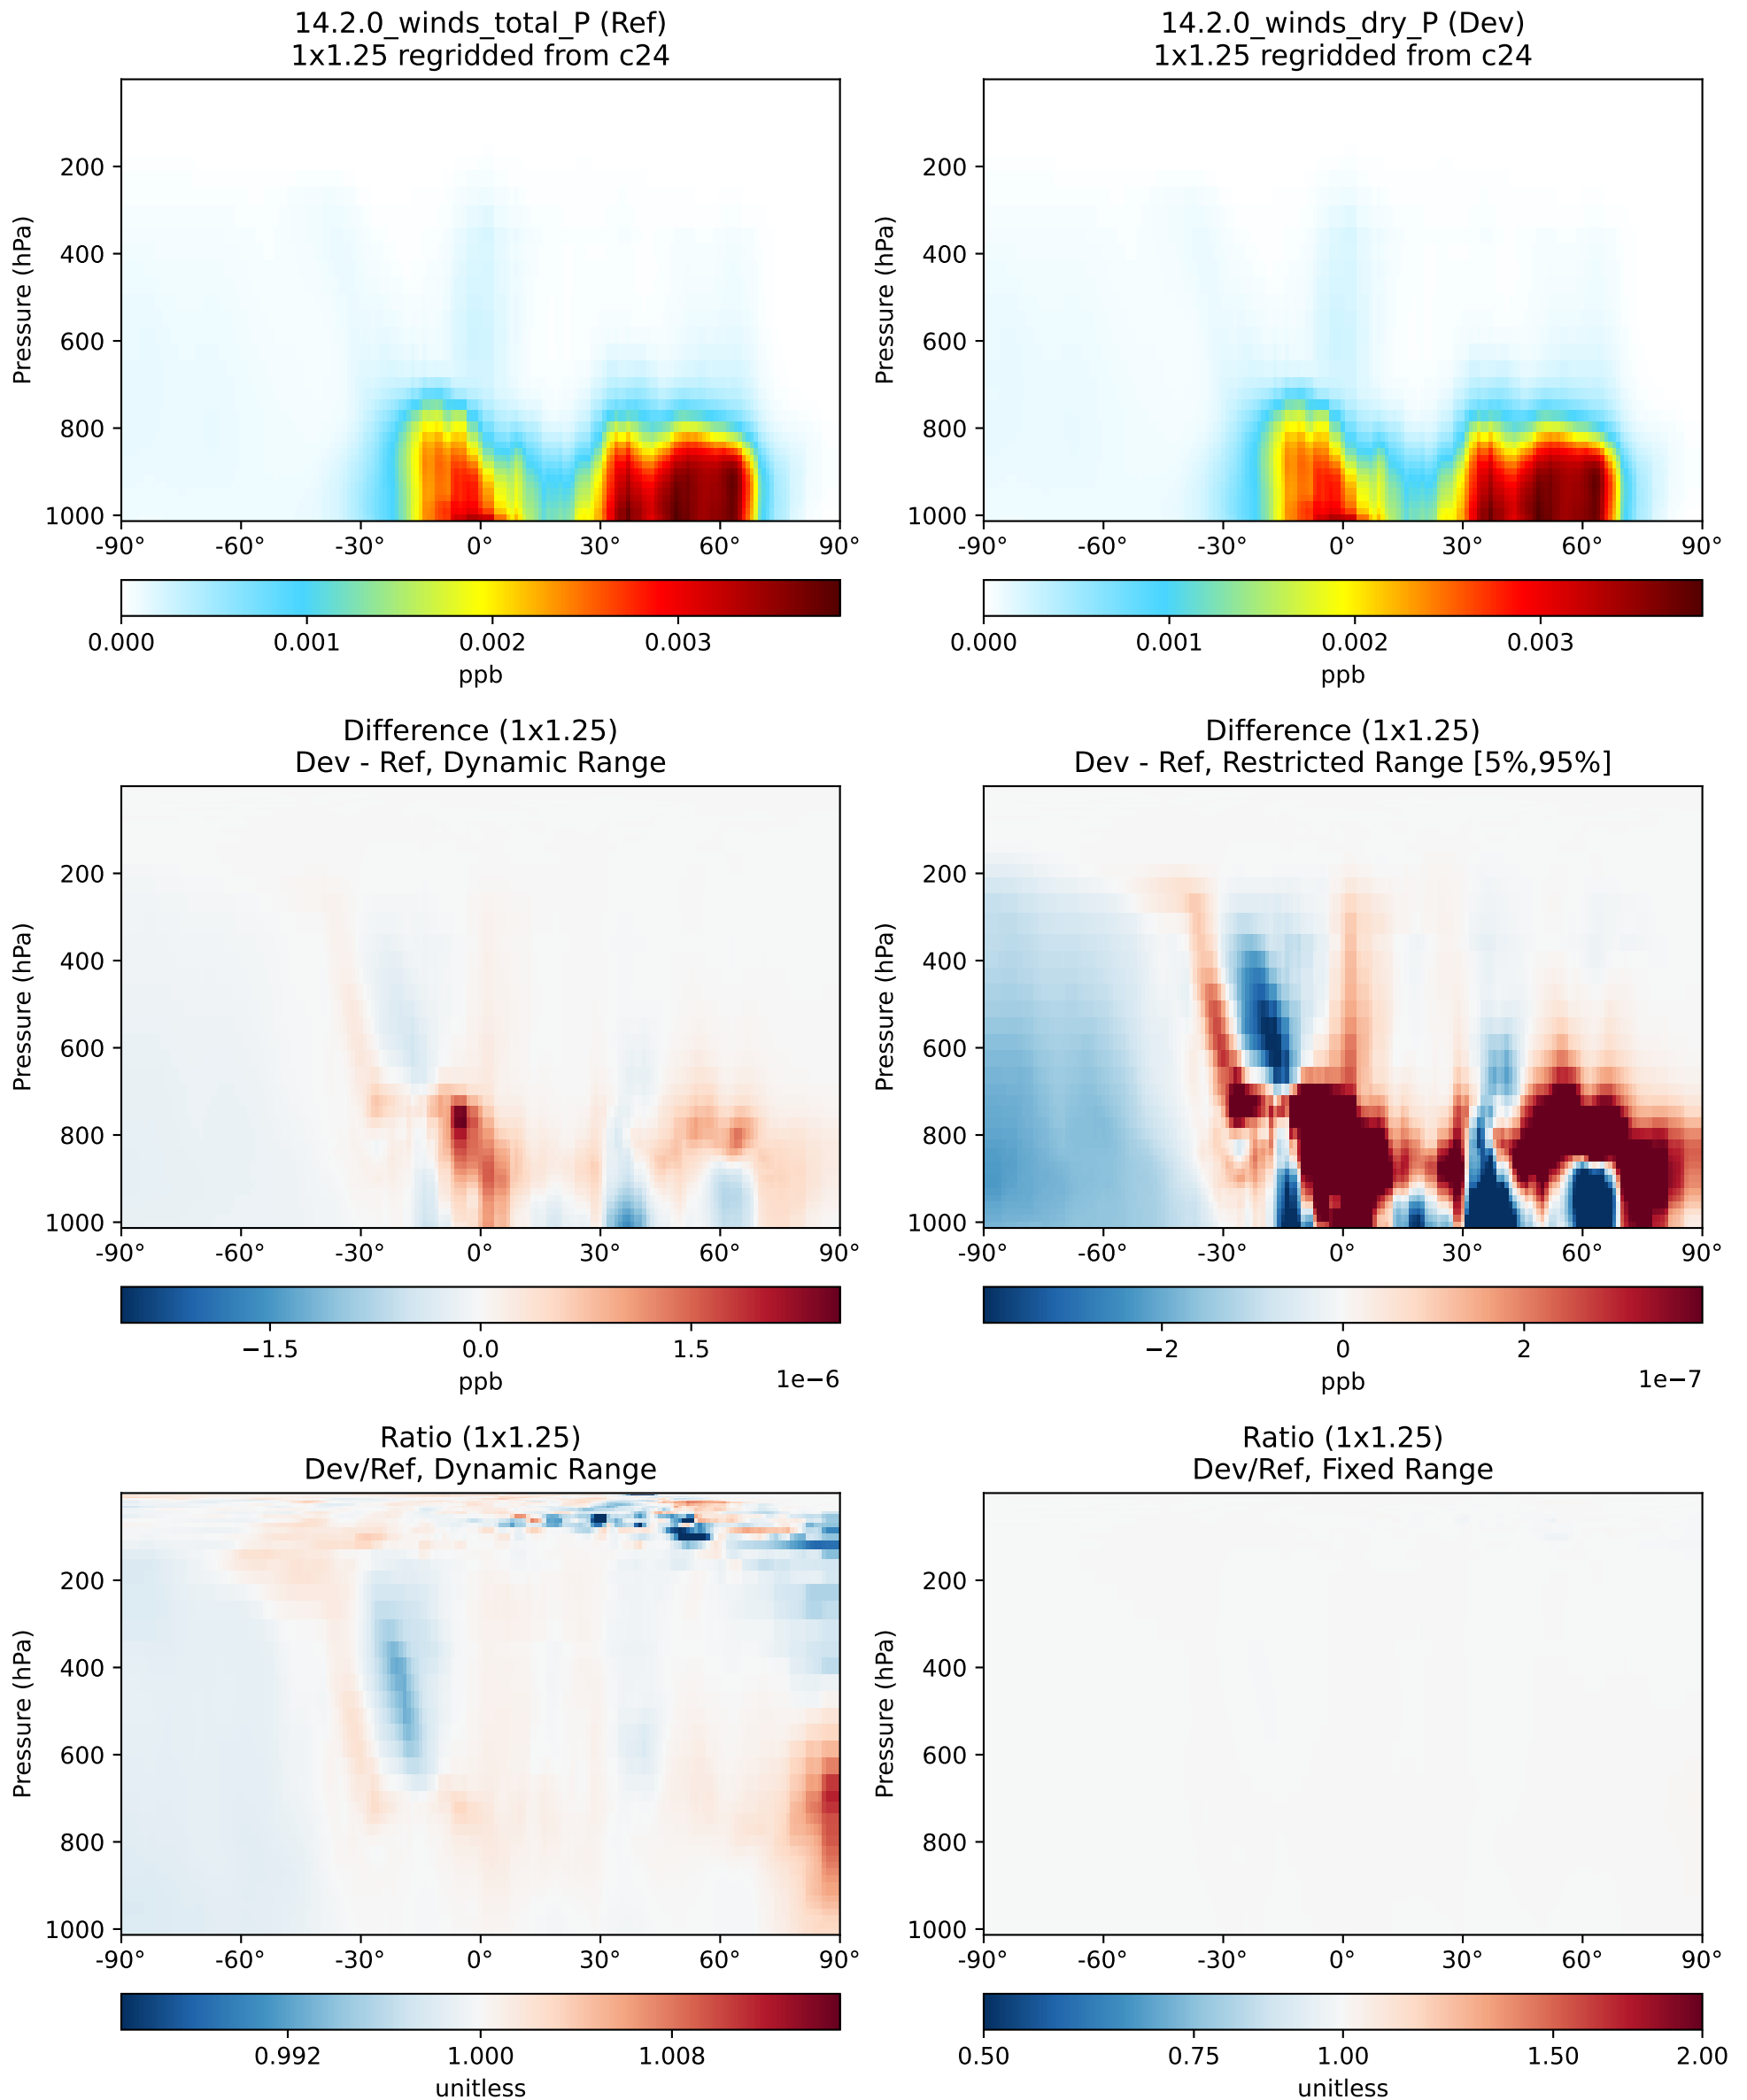 14.2.0_winds_total_P (Ref)
1x1.25 regridded from c24
Pressure (hPa)
200
400
600
800
1000
-90° -60° -30° 0° 30° 60° 90°
0.000 0.001 0.002 0.003
ppb
14.2.0_winds_dry_P (Dev)
1x1.25 regridded from c24
Pressure (hPa)
200
400
600
800
1000
-90° -60° -30° 0° 30° 60° 90°
0.000 0.001 0.002 0.003
ppb
Difference (1x1.25)
Dev - Ref, Dynamic Range
Pressure (hPa)
200
400
600
800
1000
-90° -60° -30° 0° 30° 60° 90°
−1.5 0.0 1.5
ppb 1e−6
Difference (1x1.25)
Dev - Ref, Restricted Range [5%,95%]
Pressure (hPa)
200
400
600
800
1000
-90° -60° -30° 0° 30° 60° 90°
−2 0 2
ppb 1e−7
Ratio (1x1.25)
Dev/Ref, Dynamic Range
Pressure (hPa)
200
400
600
800
1000
-90° -60° -30° 0° 30° 60° 90°
0.992 1.000 1.008
unitless
Ratio (1x1.25)
Dev/Ref, Fixed Range
Pressure (hPa)
200
400
600
800
1000
-90° -60° -30° 0° 30° 60° 90°
0.50 0.75 1.00 1.50 2.00
unitless